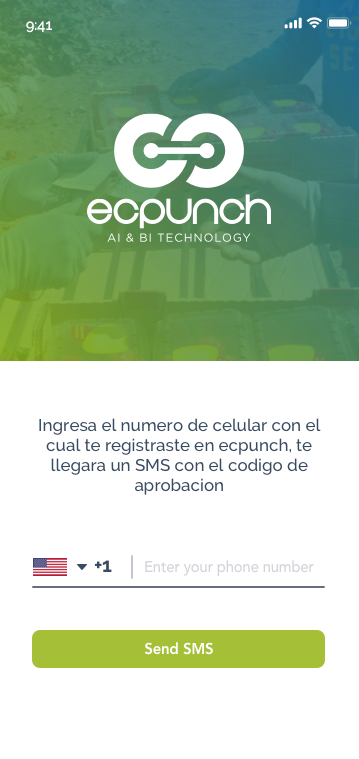 9:41
SE
ecpunch
AI & BI TECHNOLOGY
Ingresa el numero de celular con el
cual te registraste en ecpunch, te
llegara un SMS con el codigo de
aprobacion
+1
Enter your phone number
Send SMS